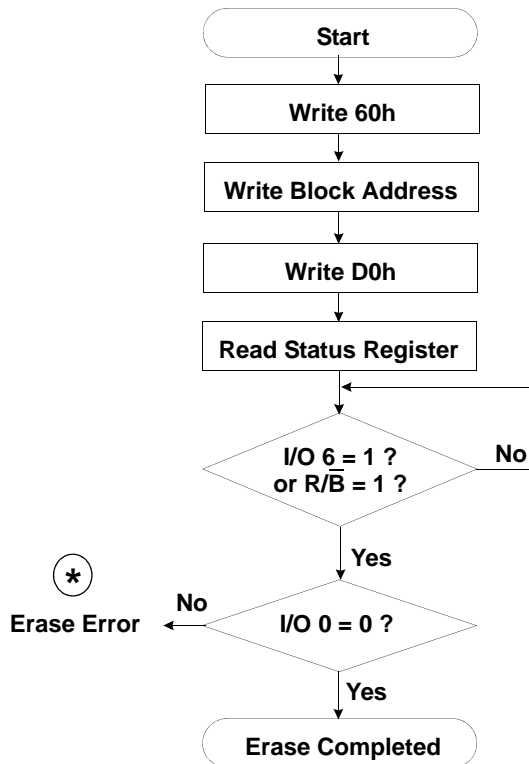 Start
Write 60h
Write Block Address
Write D0h
Read Status Register
I/O 6 = 1 ?
or R/B̅ = 1 ?
No
Yes
*
No
Erase Error
I/O 0 = 0 ?
Yes
Erase Completed